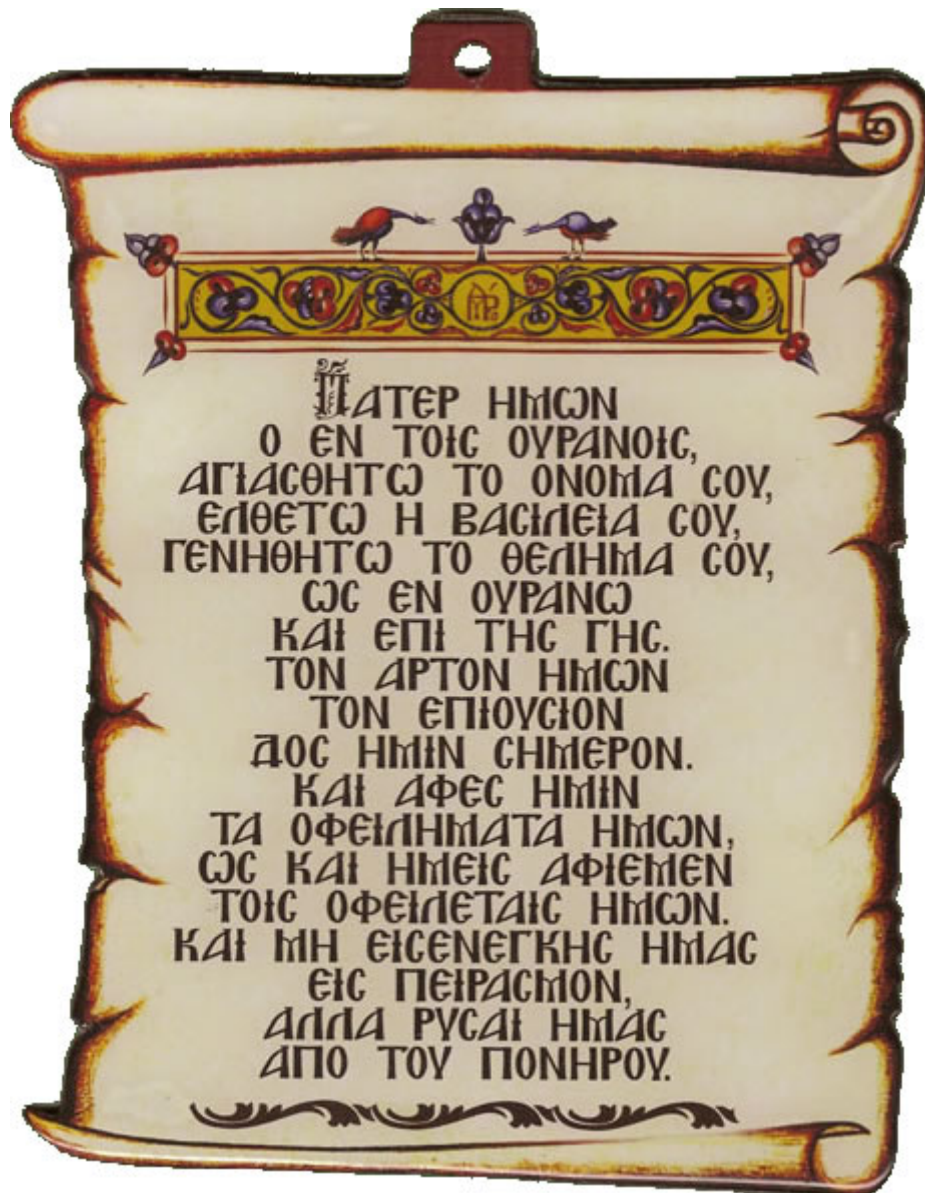 ΠΑΤΕΡ ΗΜΩΝ
Ο ΕΝ ΤΟΙΣ ΟΥΡΑΝΟΙΣ,
ΑΓΙΑΣΘΗΤΩ ΤΟ ΟΝΟΜΑ ΣΟΥ,
ΕΛΘΕΤΩ Η ΒΑΣΙΛΕΙΑ ΣΟΥ,
ΓΕΝΗΘΗΤΩ ΤΟ ΘΕΛΗΜΑ ΣΟΥ,
ΩΣ ΕΝ ΟΥΡΑΝΩ
ΚΑΙ ΕΠΙ ΤΗΣ ΓΗΣ.
ΤΟΝ ΑΡΤΟΝ ΗΜΩΝ
ΤΟΝ ΕΠΙΟΥΣΙΟΝ
ΔΟΣ ΗΜΙΝ ΣΗΜΕΡΟΝ.
ΚΑΙ ΑΦΕΣ ΗΜΙΝ
ΤΑ ΟΦΕΙΛΗΜΑΤΑ ΗΜΩΝ,
ΩΣ ΚΑΙ ΗΜΕΙΣ ΑΦΙΕΜΕΝ
ΤΟΙΣ ΟΦΕΙΛΕΤΑΙΣ ΗΜΩΝ.
ΚΑΙ ΜΗ ΕΙΣΕΝΕΓΚΗΣ ΗΜΑΣ
ΕΙΣ ΠΕΙΡΑΣΜΟΝ,
ΑΛΛΑ ΡΥΣΑΙ ΗΜΑΣ
ΑΠΟ ΤΟΥ ΠΟΝΗΡΟΥ.